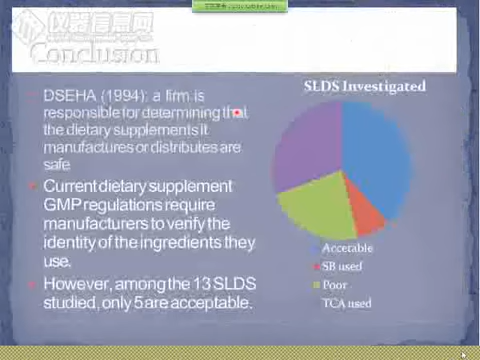 仪器信息网
Conclusion
SLDS Investigated
DSEHA (1994): a firm is
responsible for determining that
the dietary supplements it
manufactures or distributes are
safe
Current dietary supplement
GMP regulations require
manufacturers to verify the
identity of the ingredients they
use.
However, among the 13 SLDS
studied, only 5 are acceptable.
Accetable
SB used
Poor
TCA used